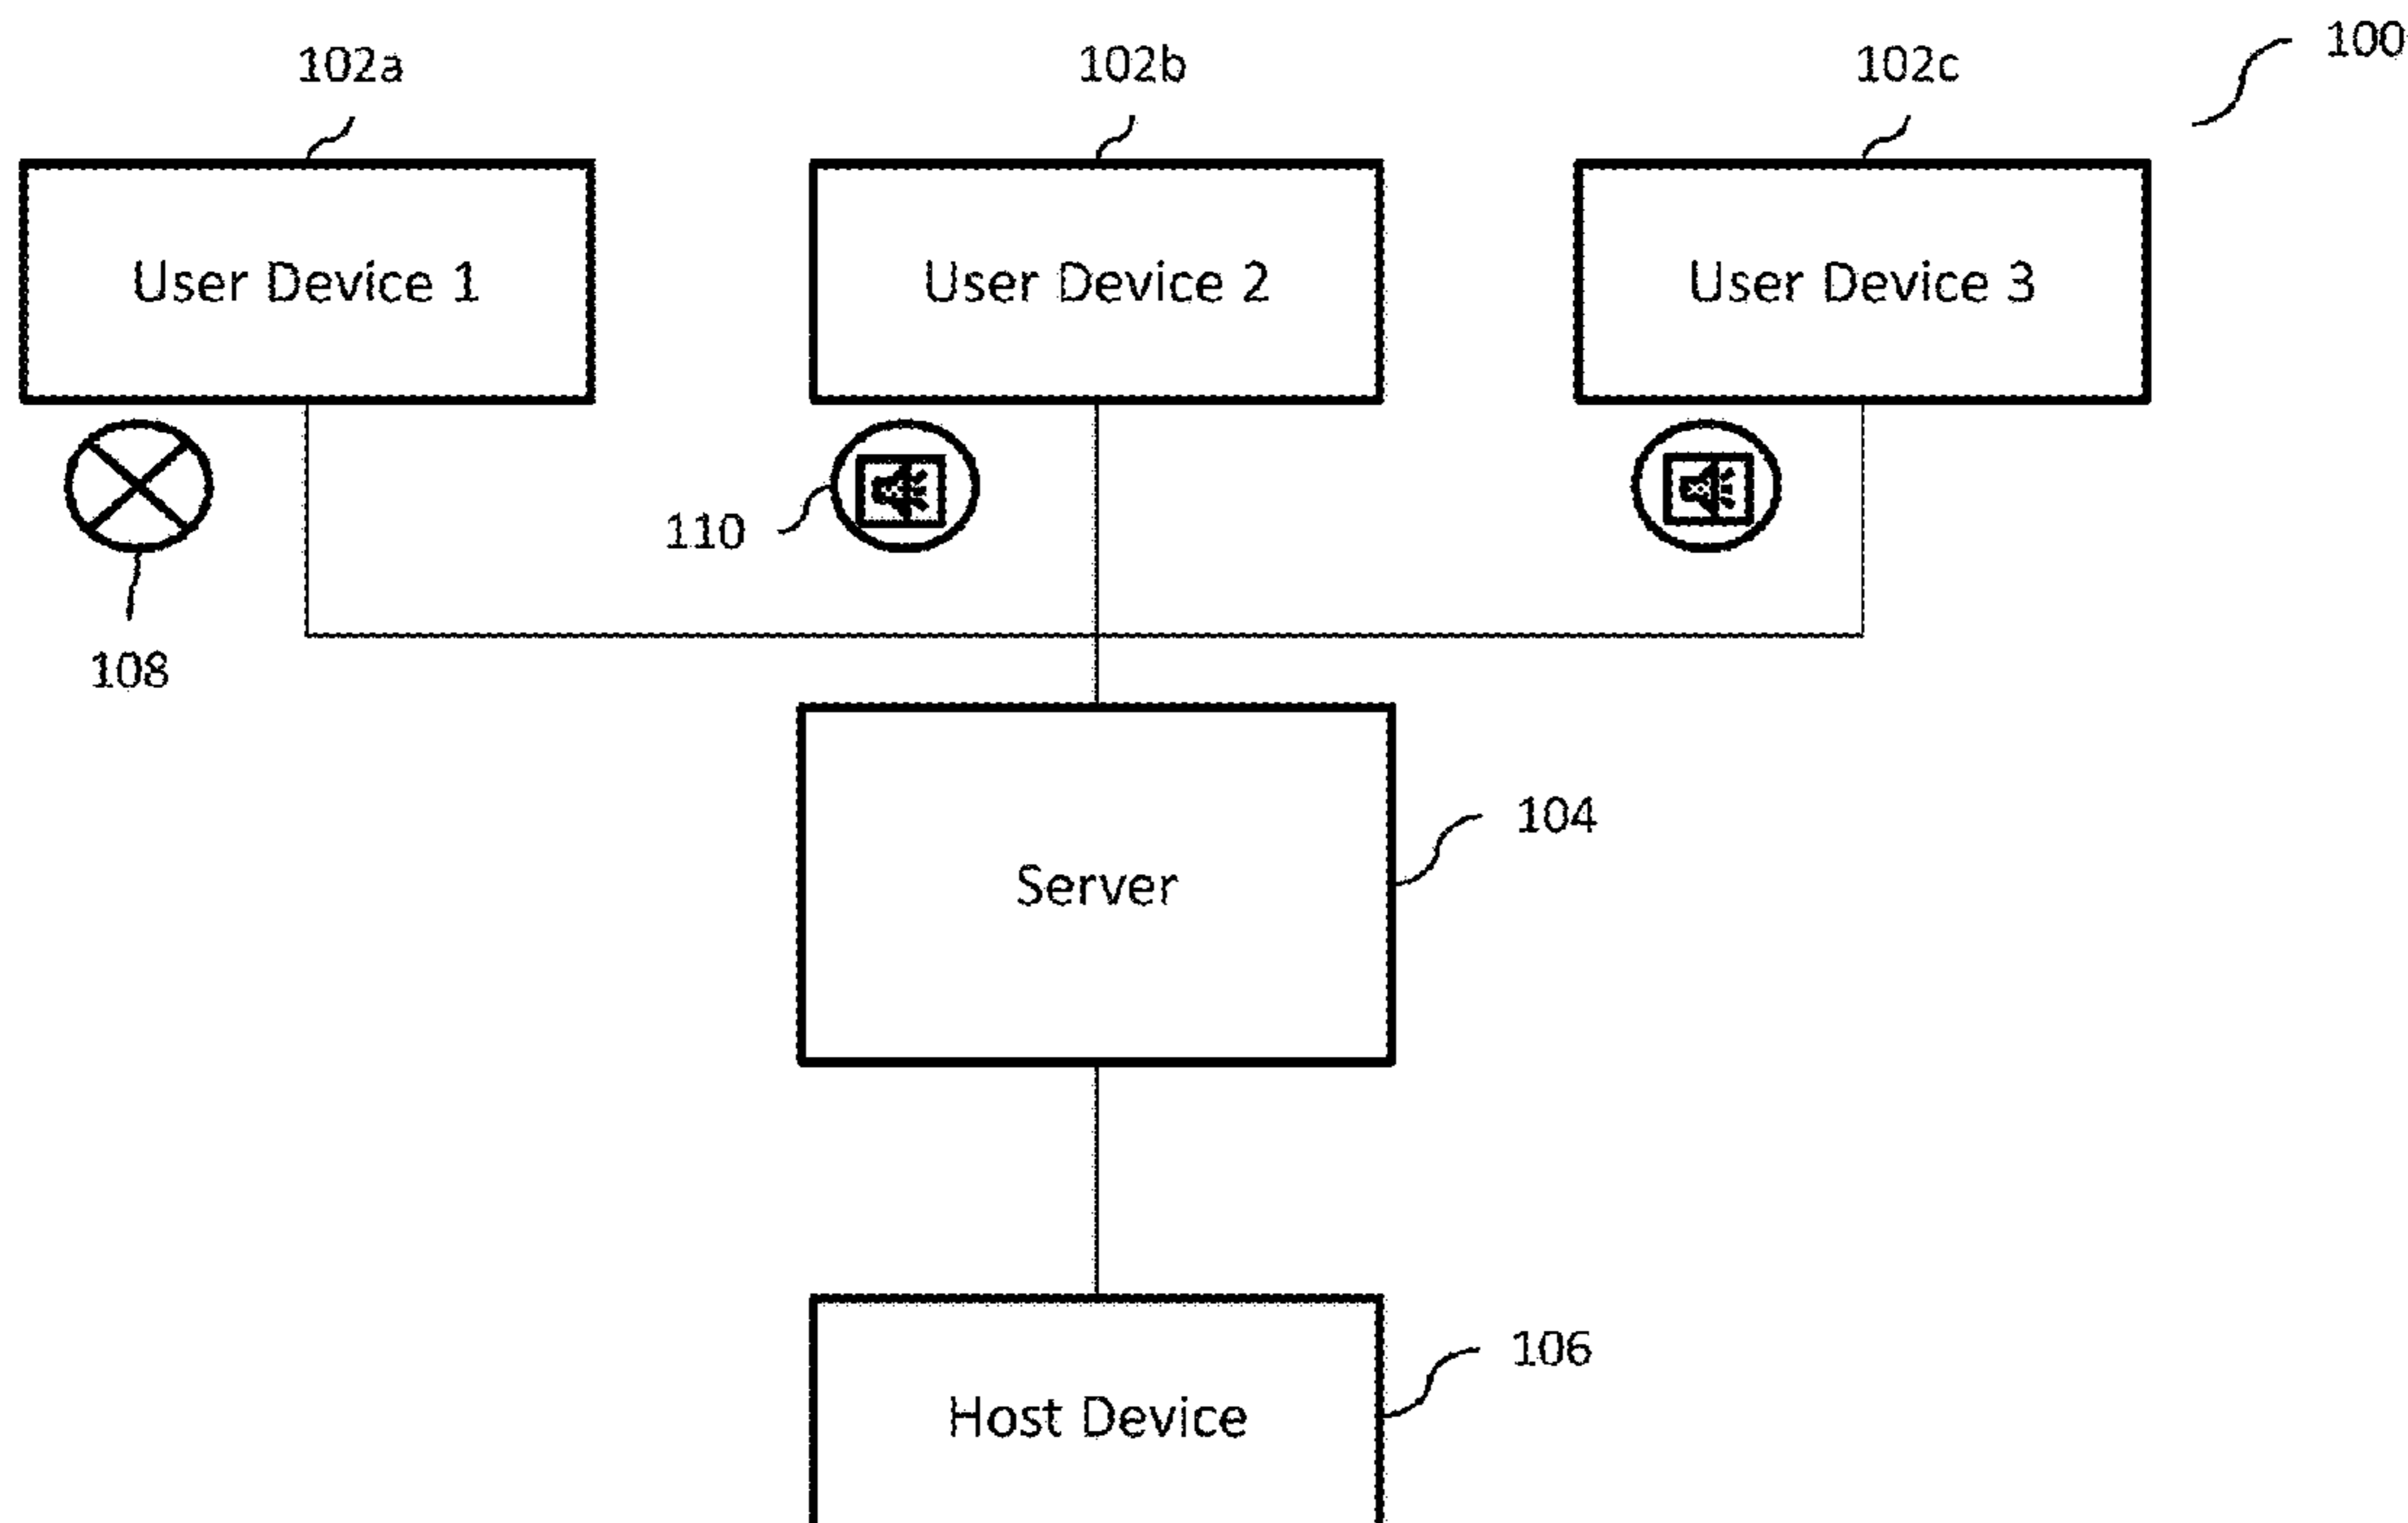 100
102a 102b 102c
User Device 1 User Device 2 User Device 3
110
108
104
Server
106
Host Device